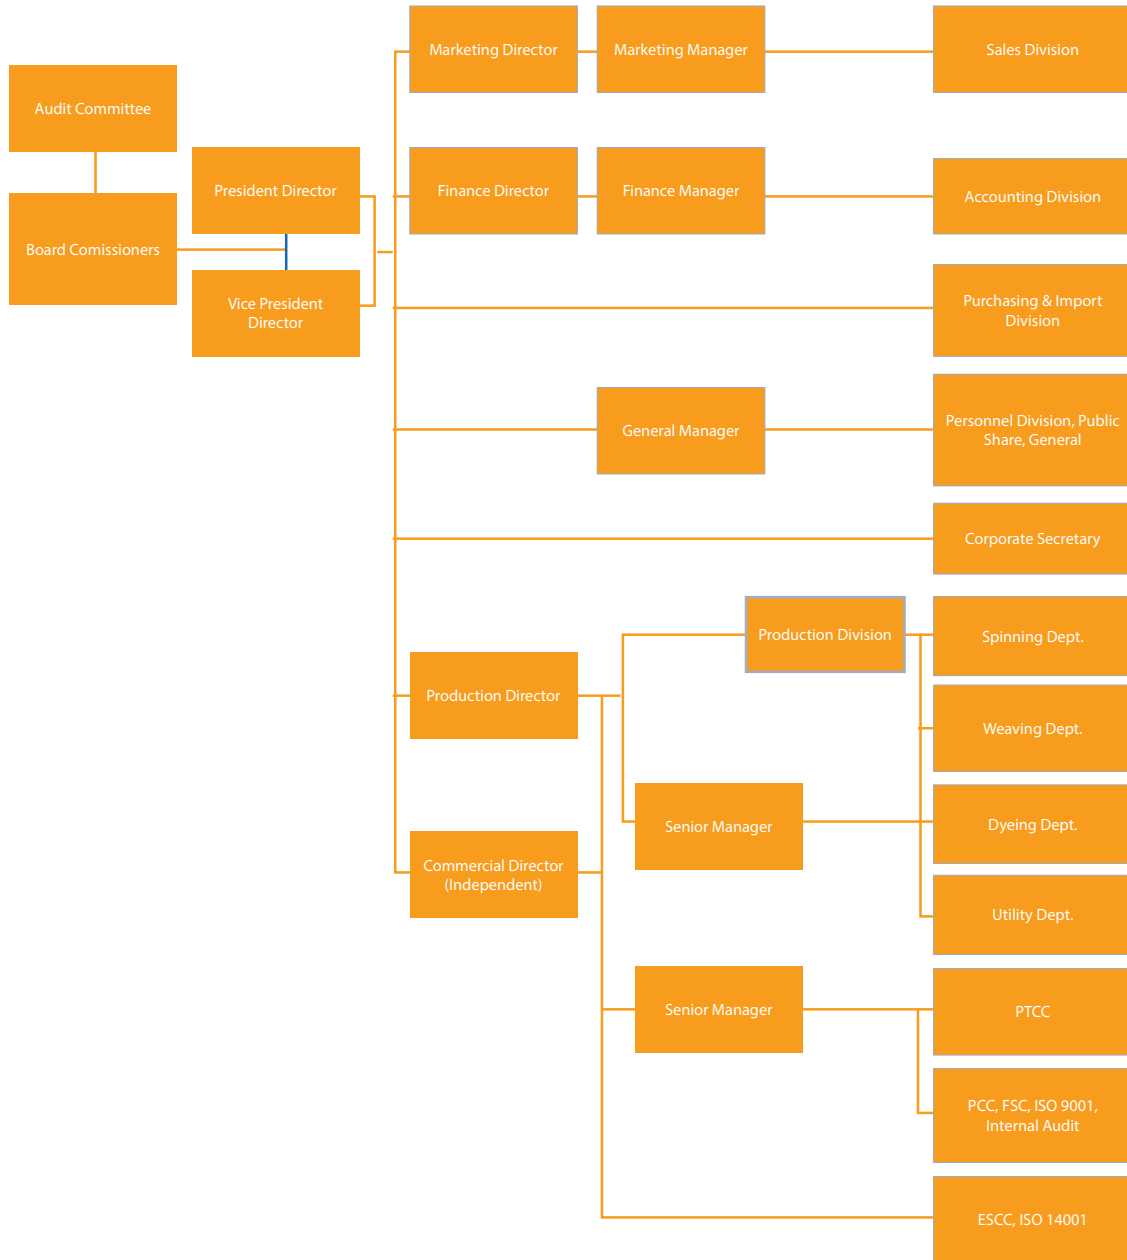 Marketing Director
Marketing Manager
Sales Division
Audit Committee
President Director
Finance Director
Finance Manager
Accounting Division
Board Comissioners
Vice President
Director
Purchasing & Import
Division
General Manager
Personnel Division, Public
Share, General
Corporate Secretary
Production Division
Spinning Dept.
Production Director
Weaving Dept.
Senior Manager
Dyeing Dept.
Commercial Director
(Independent)
Utility Dept.
Senior Manager
PTCC
PCC, FSC, ISO 9001,
Internal Audit
ESCC, ISO 14001